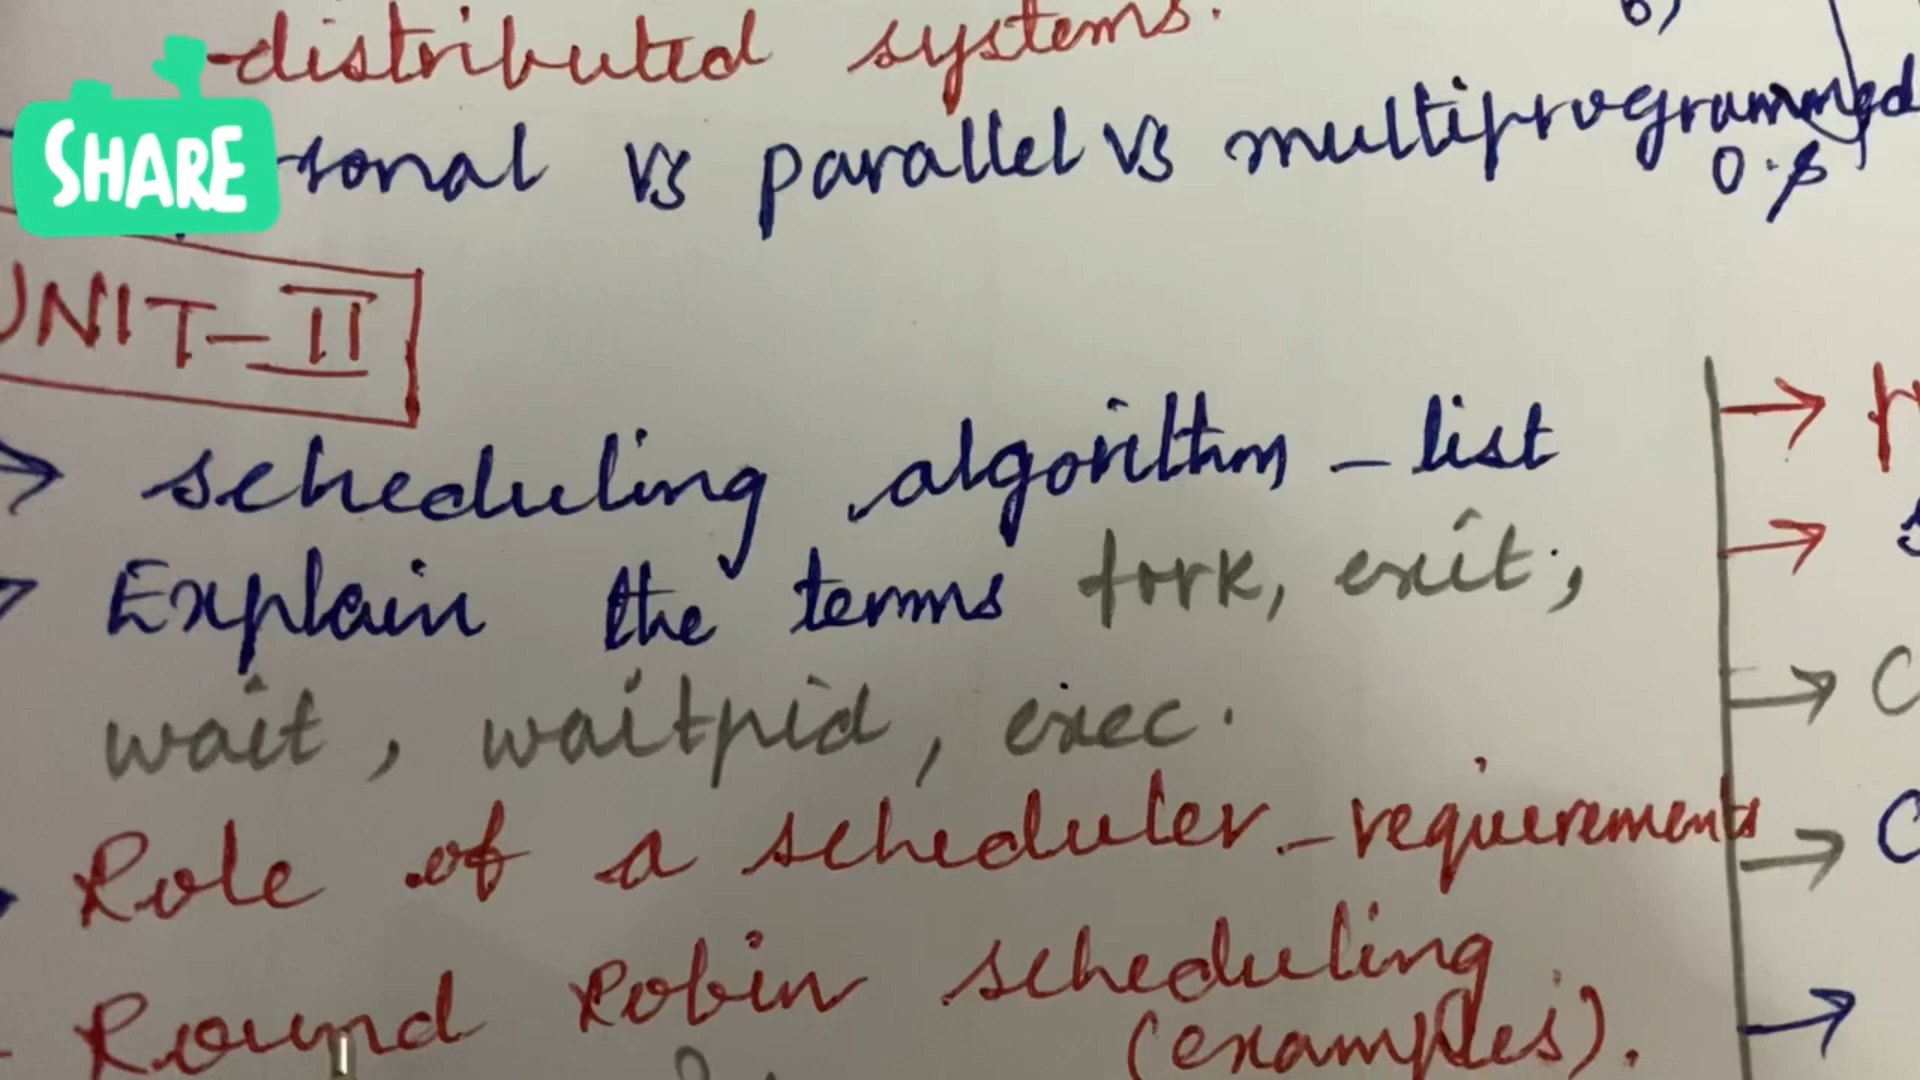 -distributed systems.
SHARE
sonal vs parallel vs multiprogrammed
O.S
UNIT-II
scheduling algorithm - list
Explain the terms fork, exit,
wait, waitpid, exec.
Role of a scheduler - requirements
Round Robin scheduling
(examples).